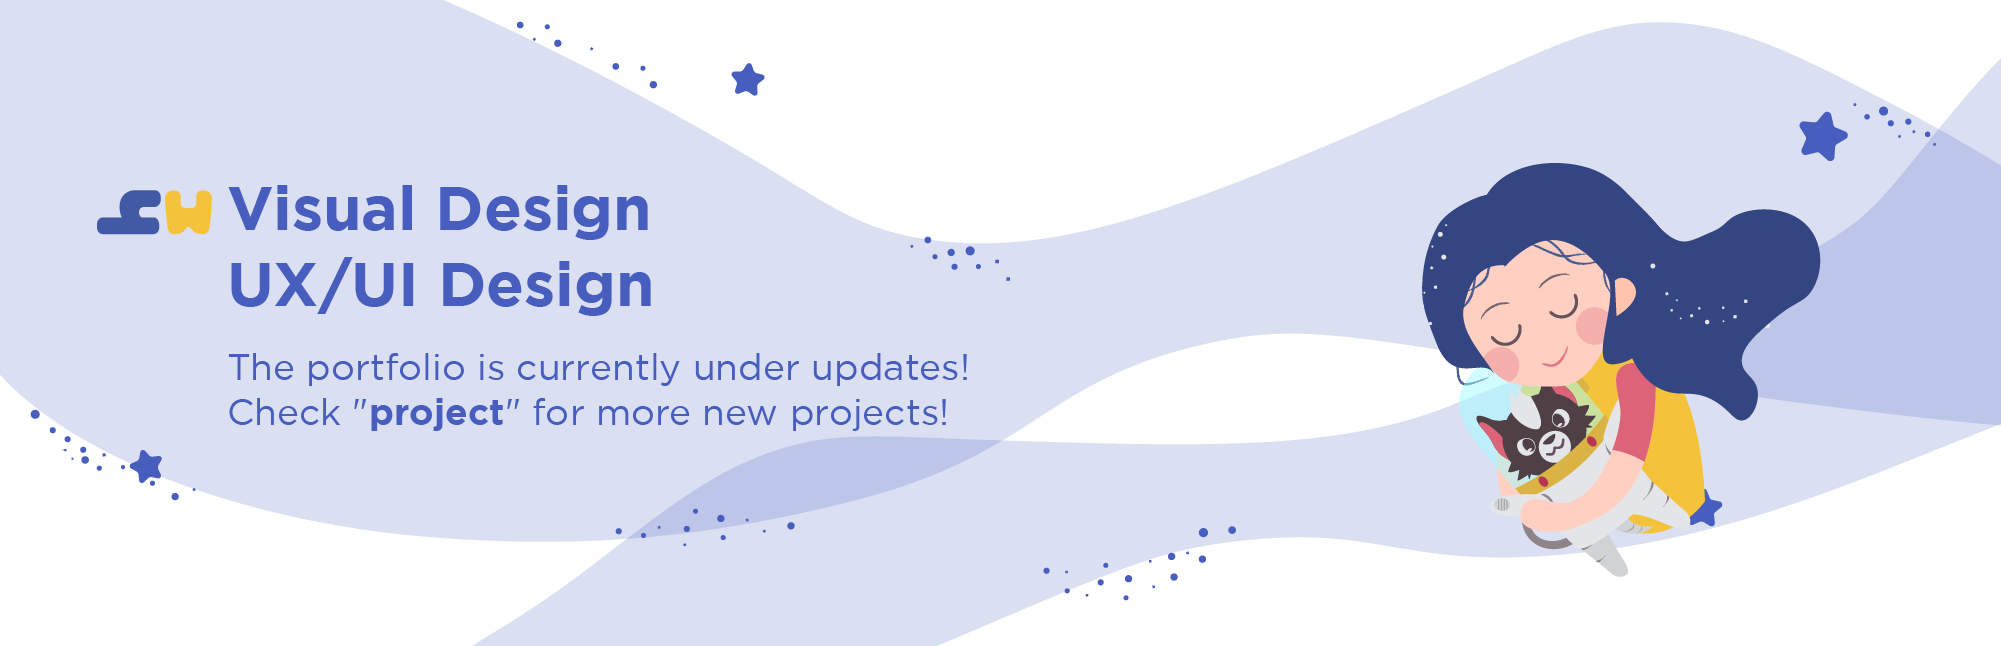 Visual Design
UX/UI Design
The portfolio is currently under updates!
Check "project" for more new projects!